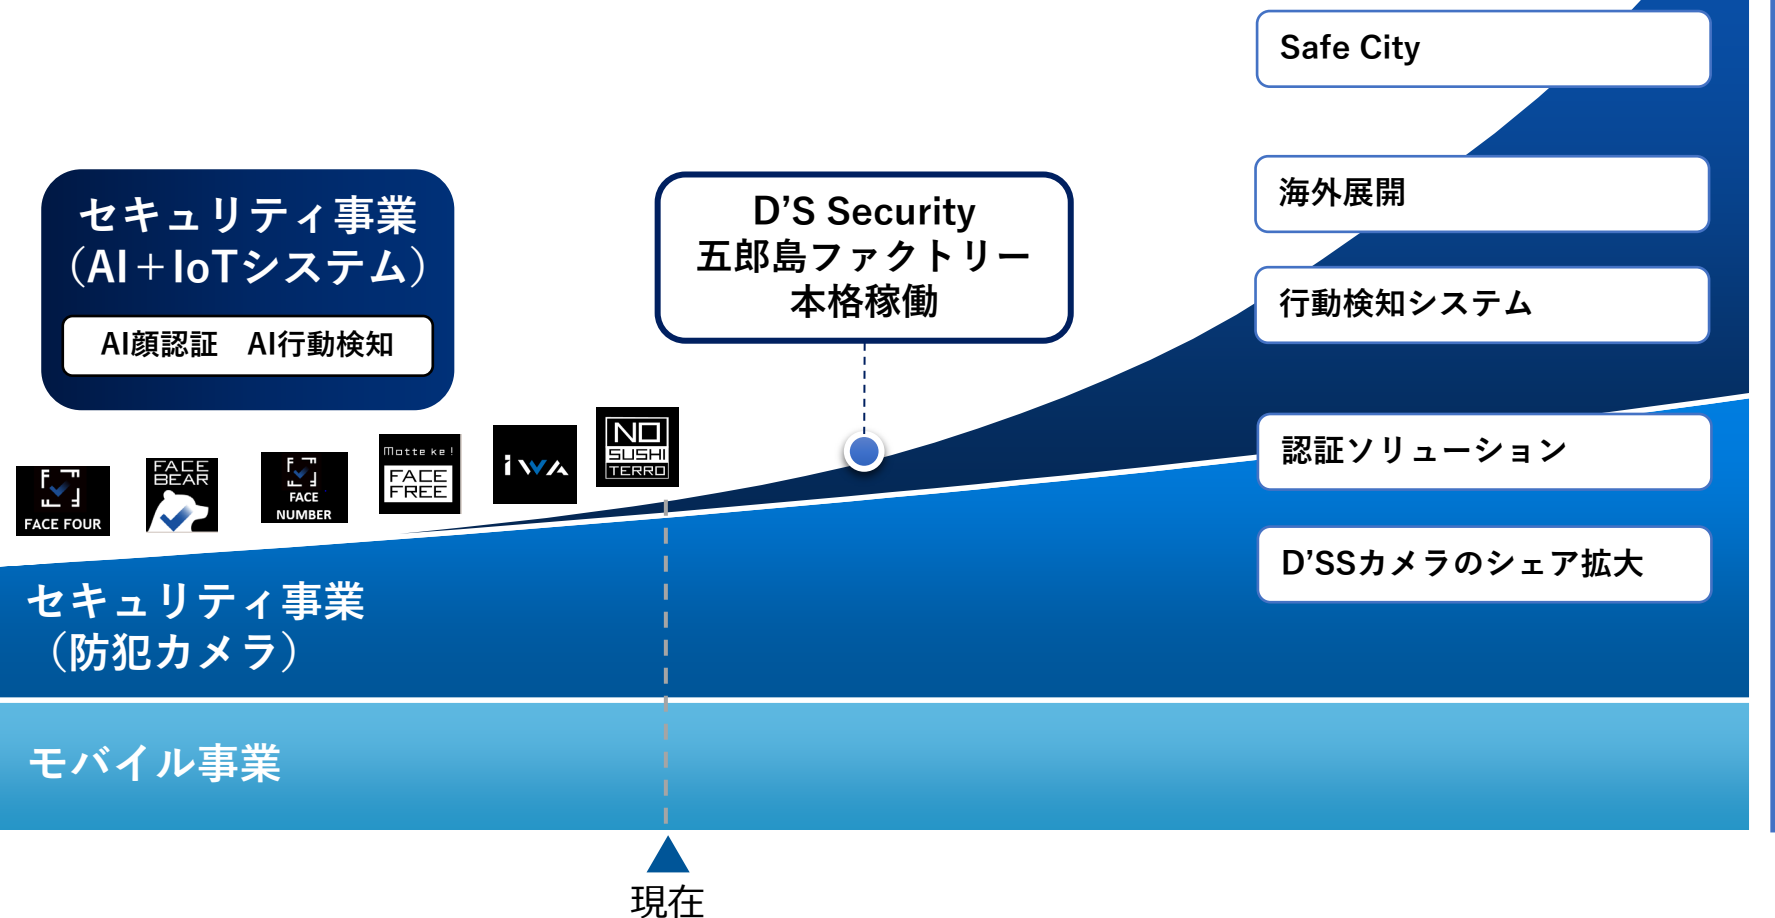 Safe City
海外展開
行動検知システム
認証ソリューション
D’SSカメラのシェア拡大
セキュリティ事業
（AI＋IoTシステム）
AI顔認証　AI行動検知
D’S Security
五郎島ファクトリー
本格稼働
FACE FOUR
FACE
BEAR
FACE
NUMBER
Motteke!
FACE
FREE
iWA
NO
SUSHI
TERRO
セキュリティ事業
（防犯カメラ）
モバイル事業
現在